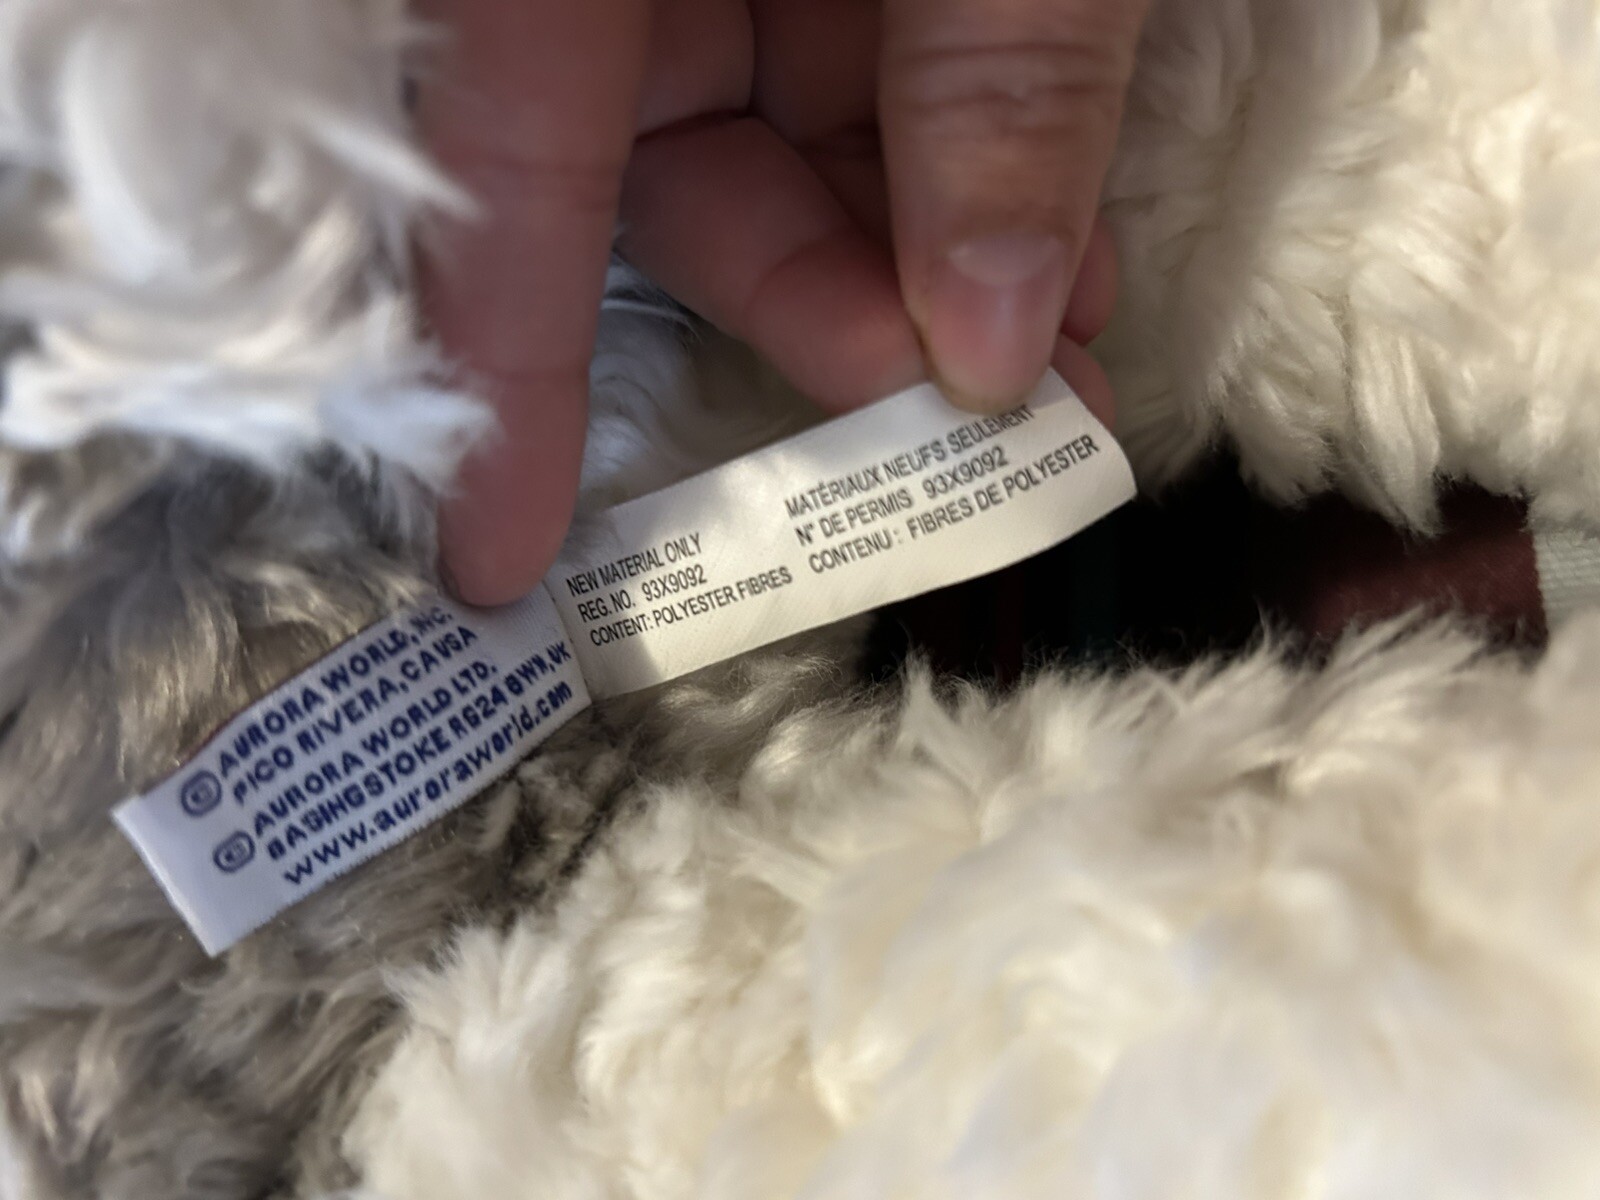 © AURORA WORLD, INC.
PICO RIVERA, CA USA
© AURORA WORLD LTD.
BASINGSTOKE RG24 8WN, UK
www.auroraworld.com
NEW MATERIAL ONLY
REG. NO. 93X9092
CONTENT: POLYESTER FIBRES
MATÉRIAUX NEUFS SEULEMENT
N° DE PERMIS 93X9092
CONTENU : FIBRES DE POLYESTER